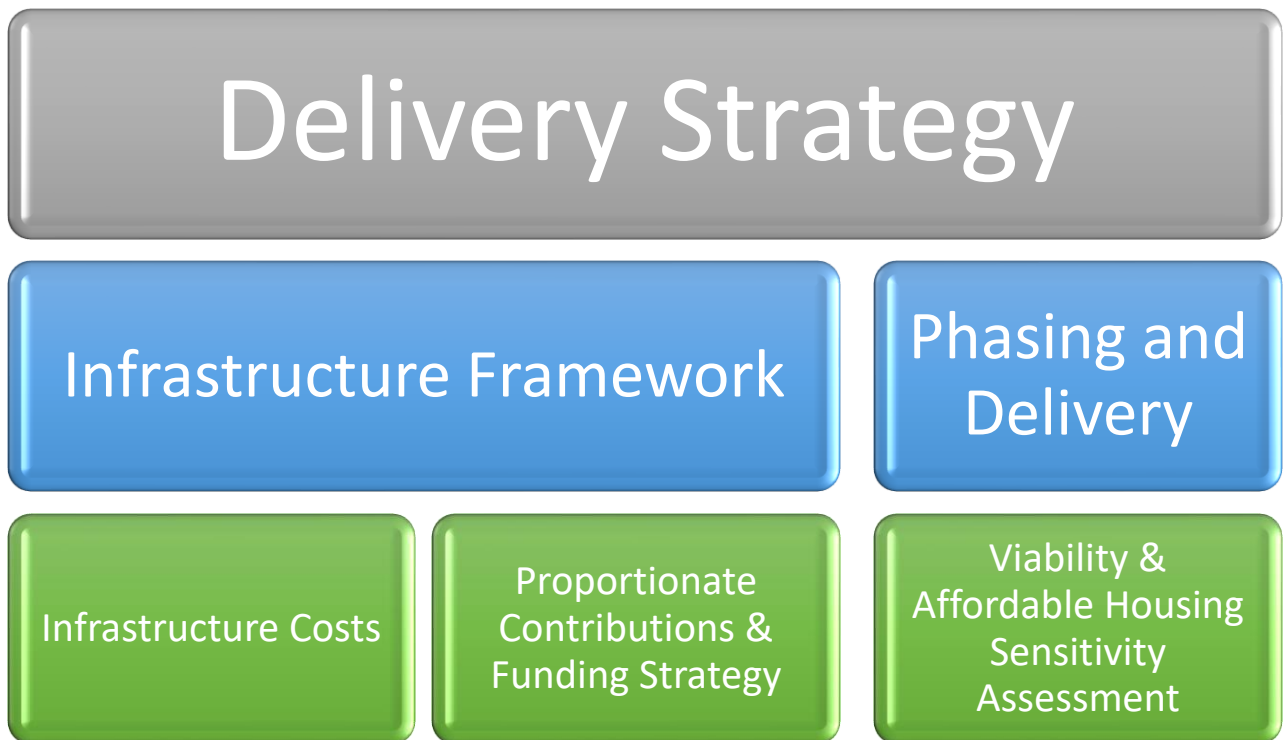 Delivery Strategy
Infrastructure Framework
Phasing and
Delivery
Infrastructure Costs
Proportionate
Contributions &
Funding Strategy
Viability &
Affordable Housing
Sensitivity
Assessment